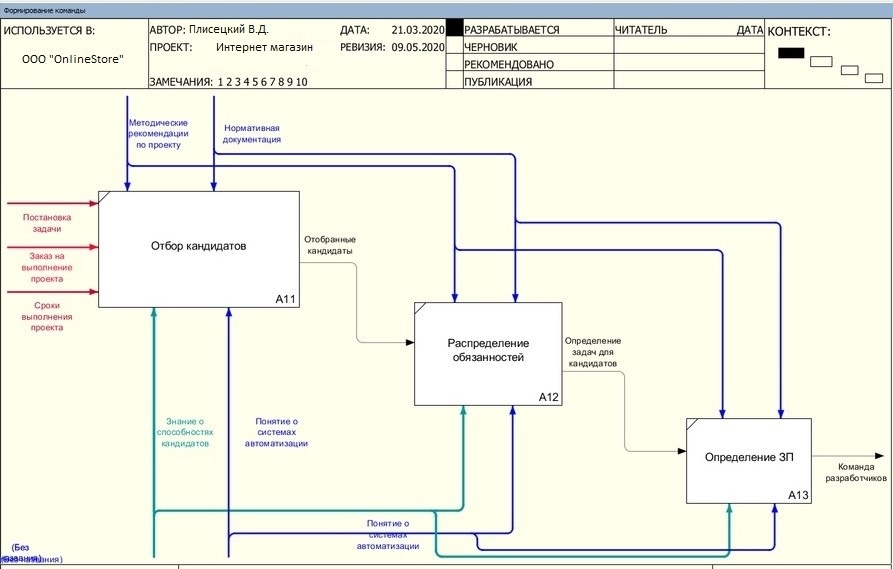 Формирование команды
ИСПОЛЬЗУЕТСЯ В:
ООО "OnlineStore"
АВТОР: Плисецкий В.Д.
ДАТА: 21.03.2020
ПРОЕКТ: Интернет магазин
РЕВИЗИЯ: 09.05.2020
ЗАМЕЧАНИЯ: 1 2 3 4 5 6 7 8 9 10
РАЗРАБАТЫВАЕТСЯ
ЧЕРНОВИК
РЕКОМЕНДОВАНО
ПУБЛИКАЦИЯ
ЧИТАТЕЛЬ
ДАТА
КОНТЕКСТ:
Методические
рекомендации
по проекту
Нормативная
документация
Постановка
задачи
Заказ на
выполнение
проекта
Сроки
выполнения
проекта
Отбор кандидатов
A11
Отобранные
кандидаты
Распределение
обязанностей
A12
Определение
задач для
кандидатов
Определение ЗП
A13
Команда
разработчиков
Знание о
способностях
кандидатов
Понятие о
системах
автоматизации
Понятие о
системах
автоматизации
(Без
названия)